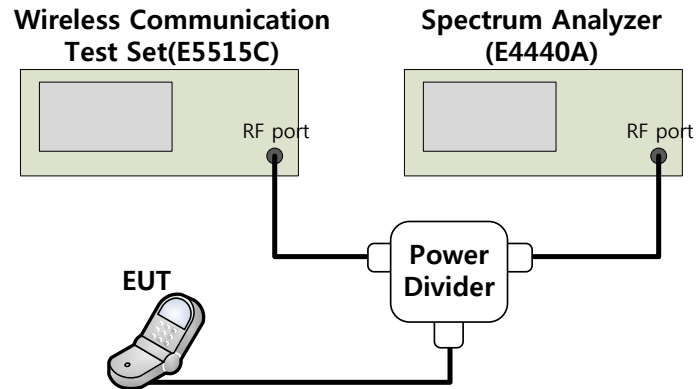 Wireless Communication
Test Set(E5515C)
Spectrum Analyzer
(E4440A)
RF port
RF port
Power
Divider
EUT